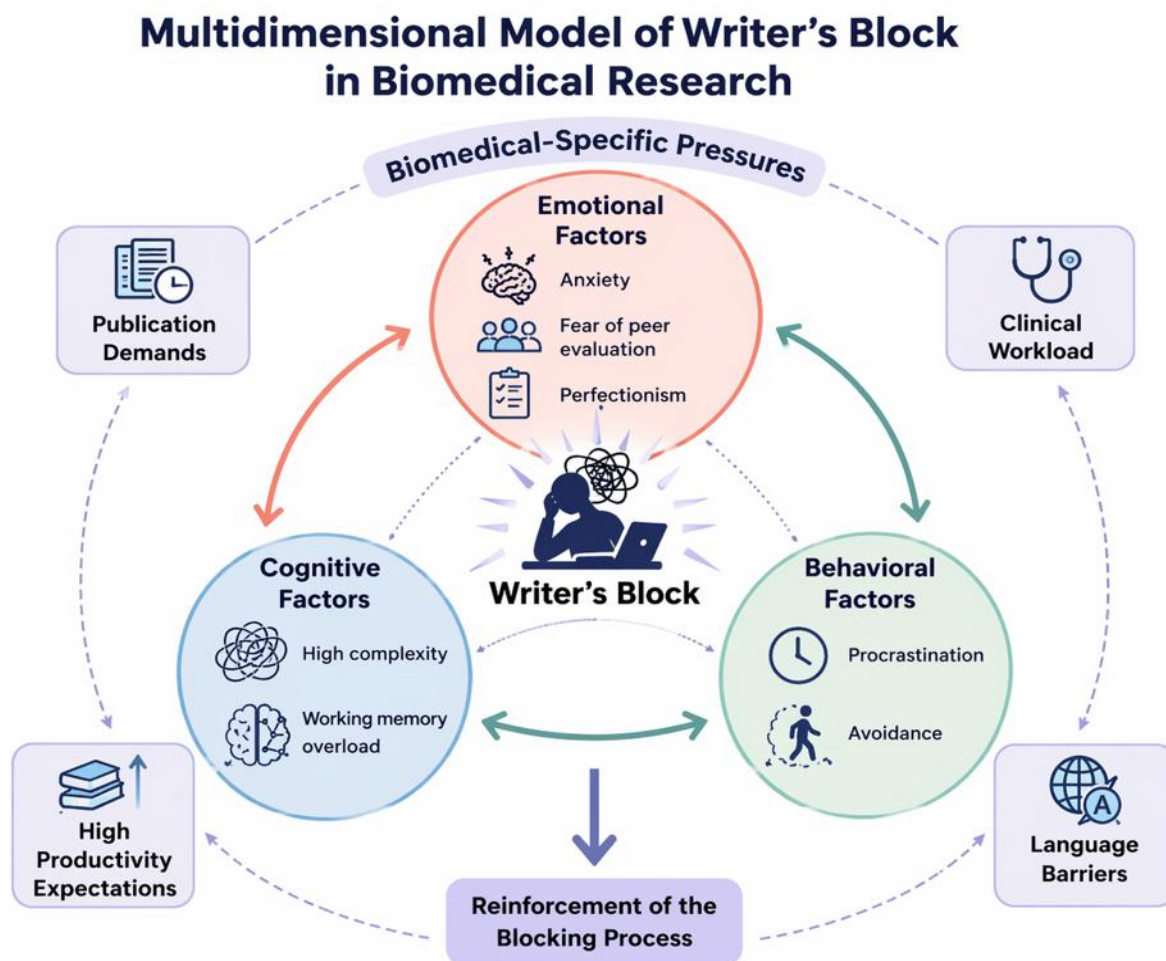 Multidimensional Model of Writer's Block
in Biomedical Research
Biomedical-Specific Pressures
Publication
Demands
Clinical
Workload
Emotional
Factors
Anxiety
Fear of peer
evaluation
Perfectionism
Writer's Block
Cognitive
Factors
High complexity
Working memory
overload
Behavioral
Factors
Procrastination
Avoidance
High
Productivity
Expectations
A
Language
Barriers
Reinforcement of the
Blocking Process